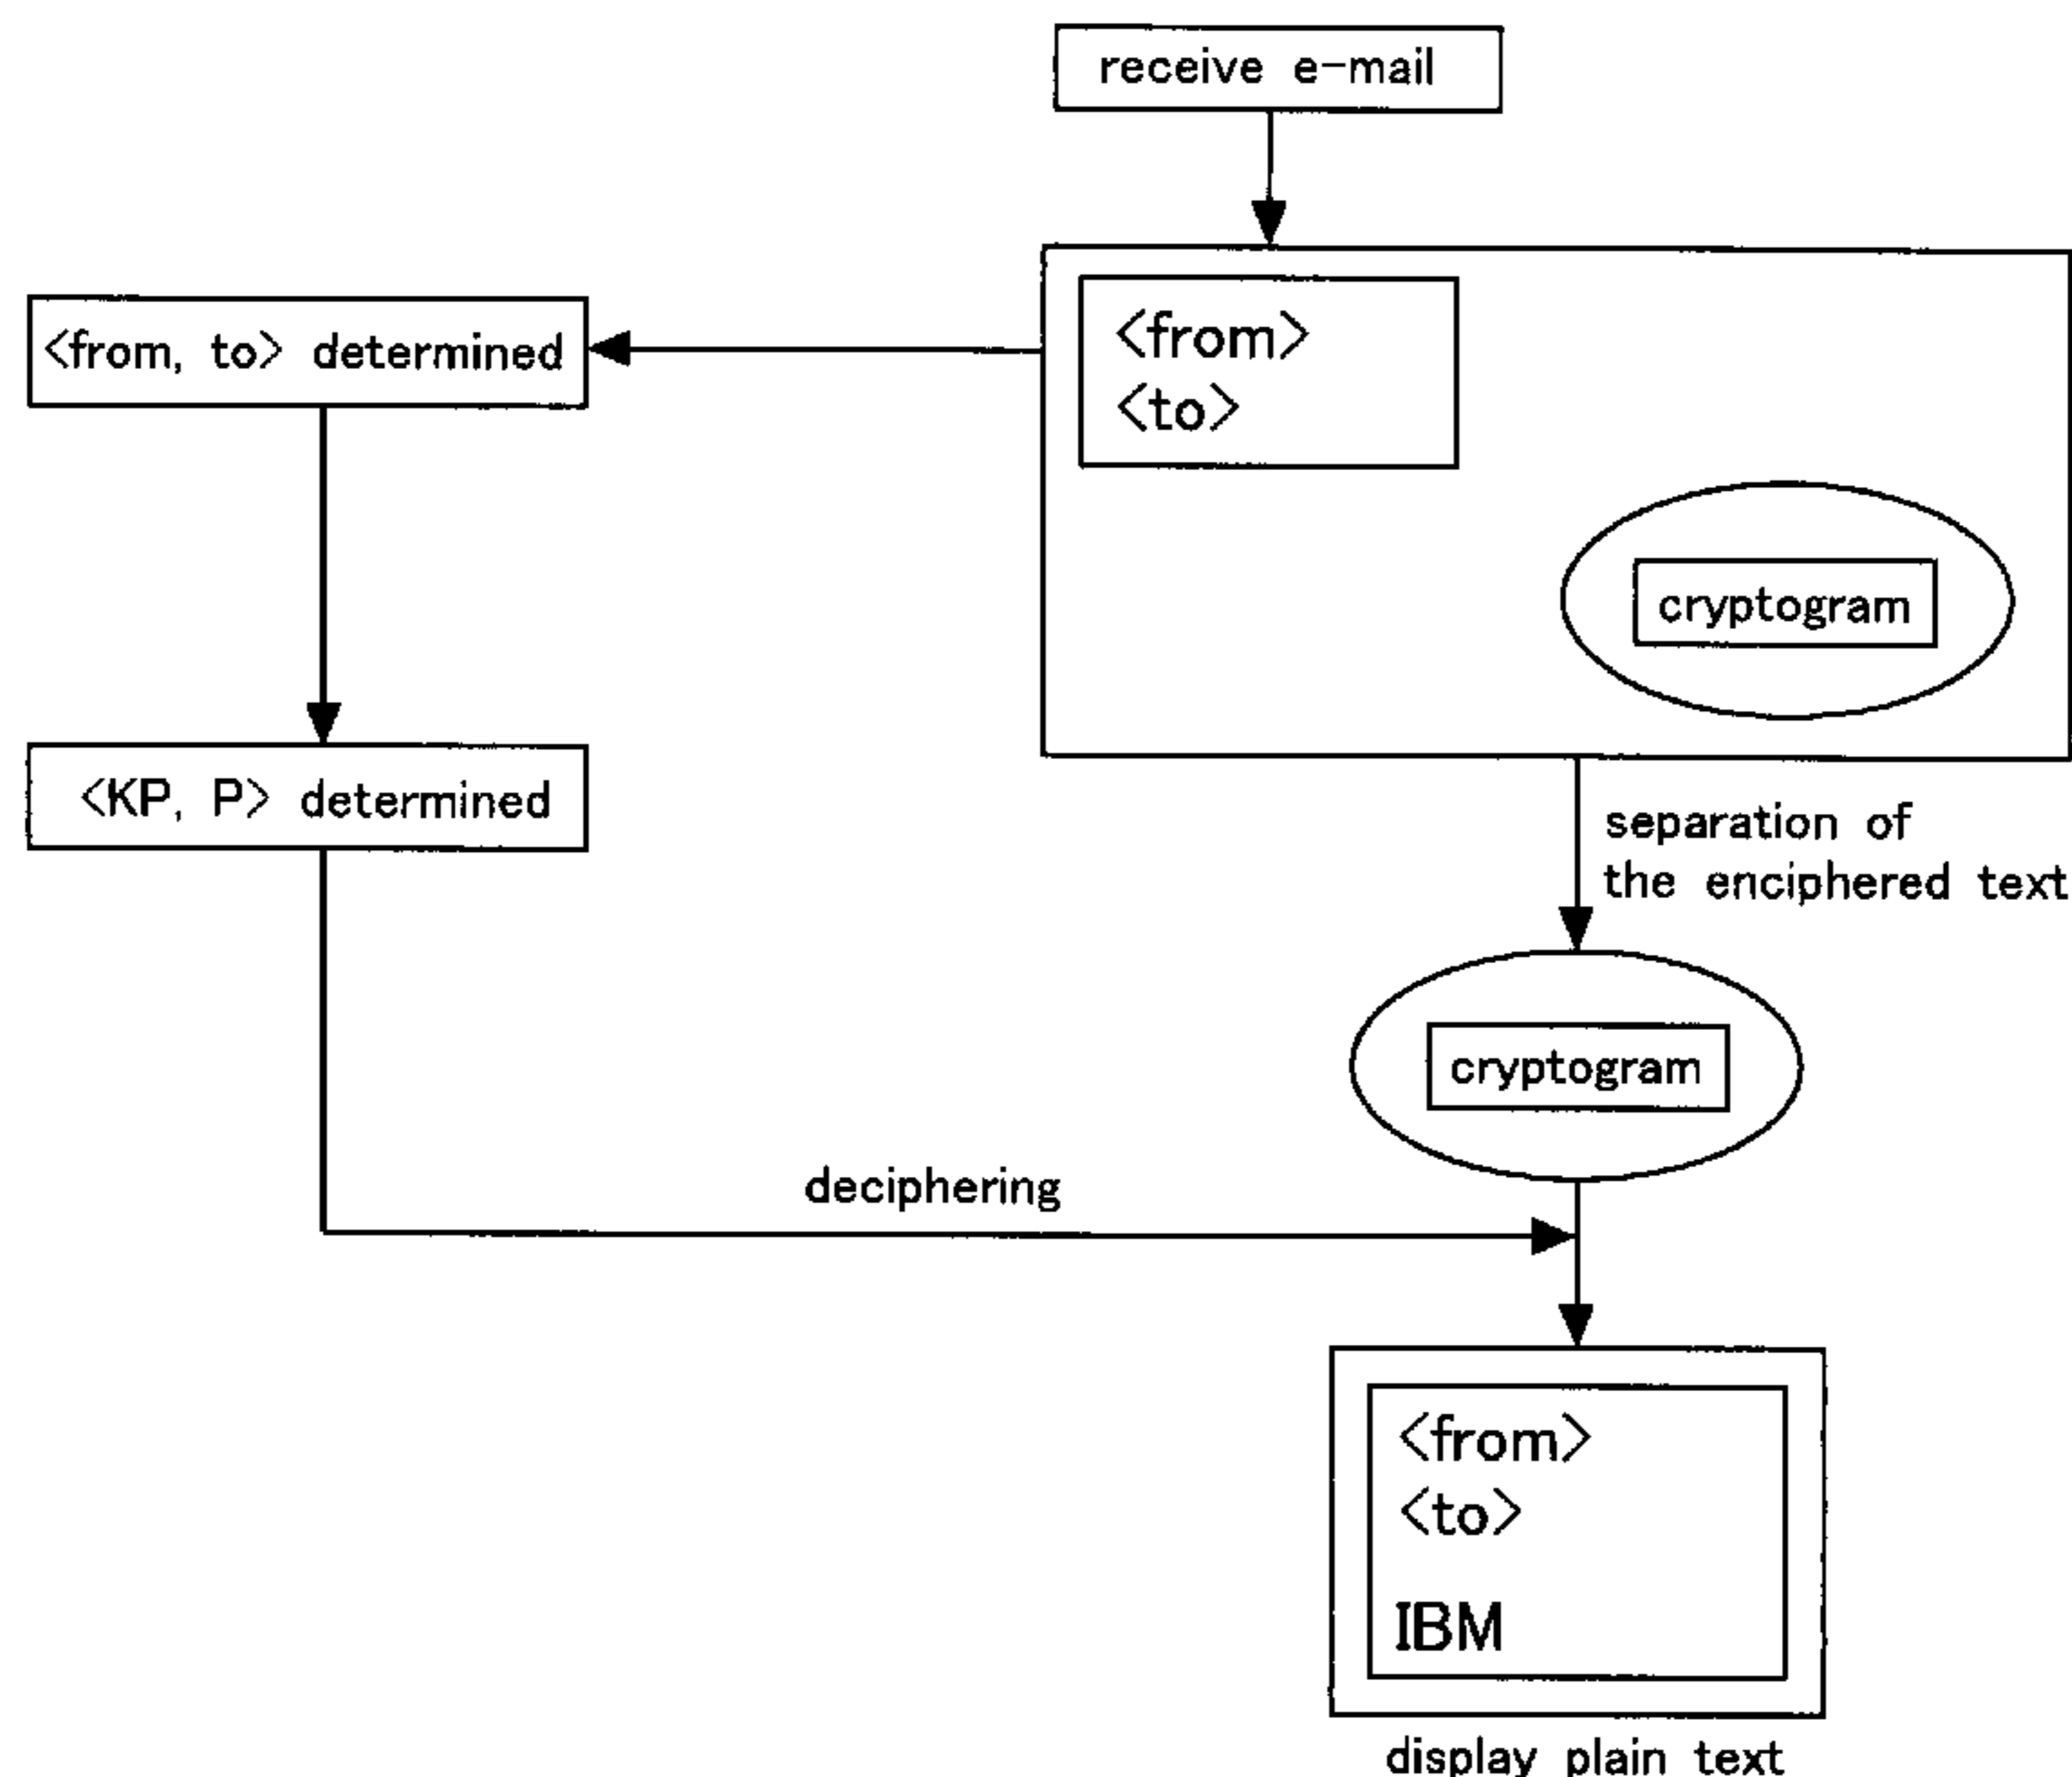 receive e-mail
<from>
<to>
<from, to> determined
cryptogram
<KP, P> determined
separation of
the enciphered text
cryptogram
deciphering
<from>
<to>
IBM
display plain text